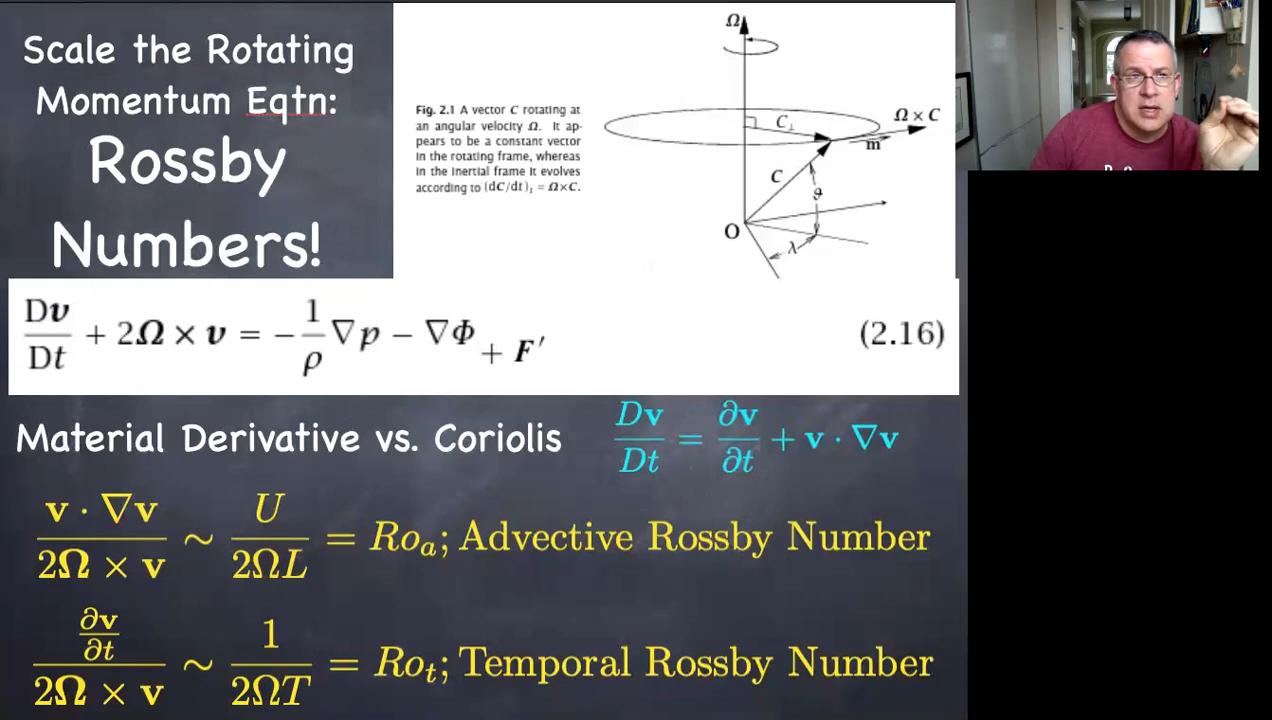 Scale the Rotating
Momentum Eqtn:
Rossby
Numbers!
Fig. 2.1 A vector C rotating at
an angular velocity Ω. It ap-
pears to be a constant vector
in the rotating frame, whereas
in the inertial frame it evolves
according to (dC/dt)_I = Ω×C.
Ω
C⊥
Ω × C
m
C
ϑ
O
λ
Dv/Dt + 2Ω × v = −1/ρ ∇p − ∇Φ + F′ (2.16)
Material Derivative vs. Coriolis Dv/Dt = ∂v/∂t + v · ∇v
v · ∇v / 2Ω × v ~ U / 2ΩL = Ro_a; Advective Rossby Number
∂v/∂t / 2Ω × v ~ 1 / 2ΩT = Ro_t; Temporal Rossby Number